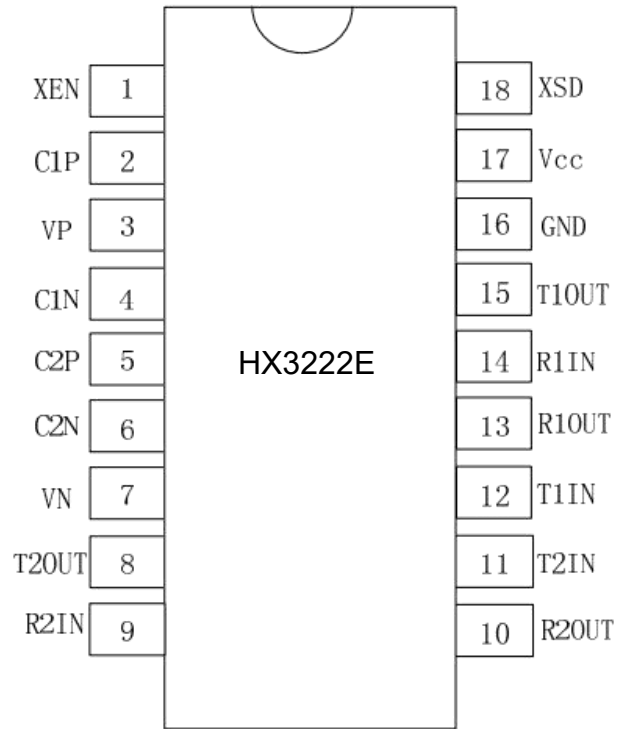 XEN 1 18 XSD
C1P 2 17 Vcc
VP 3 16 GND
C1N 4 15 T1OUT
C2P 5 HX3222E 14 R1IN
C2N 6 13 R1OUT
VN 7 12 T1IN
T2OUT 8 11 T2IN
R2IN 9 10 R2OUT